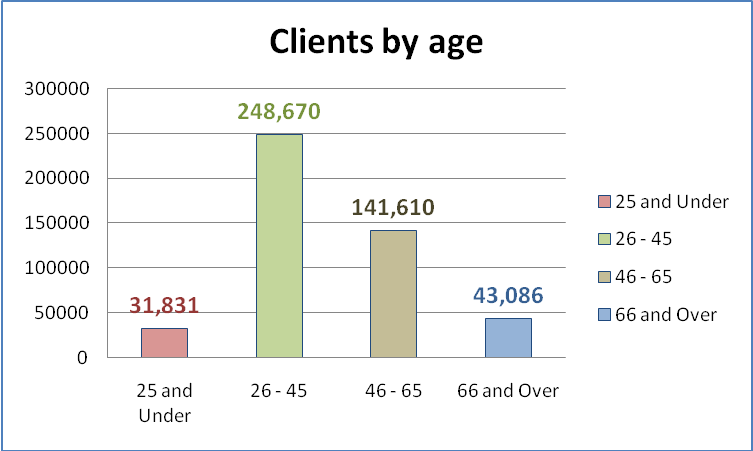 Clients by age
300000
250000
200000
150000
100000
50000
0
248,670
141,610
31,831
43,086
25 and
Under
26 - 45
46 - 65
66 and Over
25 and Under
26 - 45
46 - 65
66 and Over